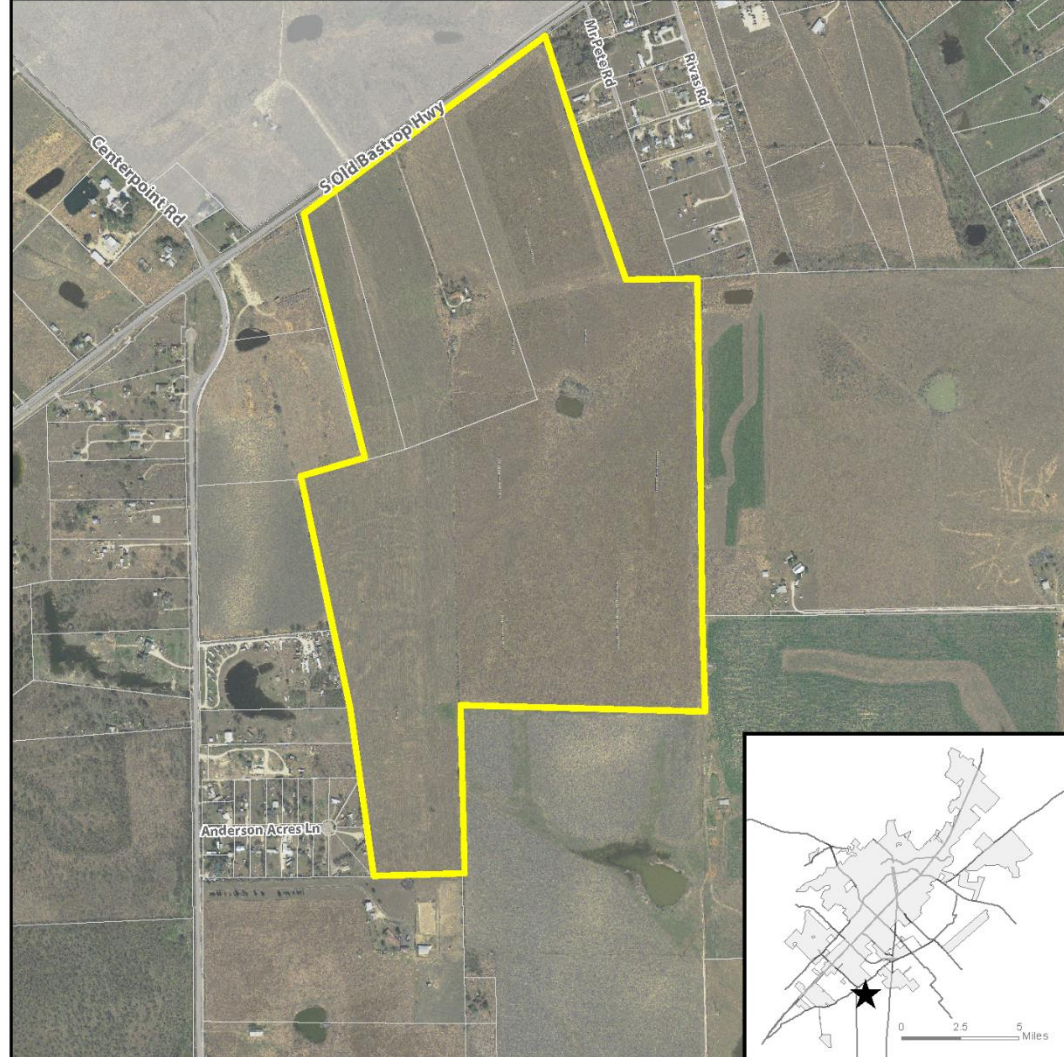 Mr Pete Rd
Rivas Rd
S Old Bastrop Hwy
Centerpoint Rd
Anderson Acres Ln
0 2.5 5
Miles